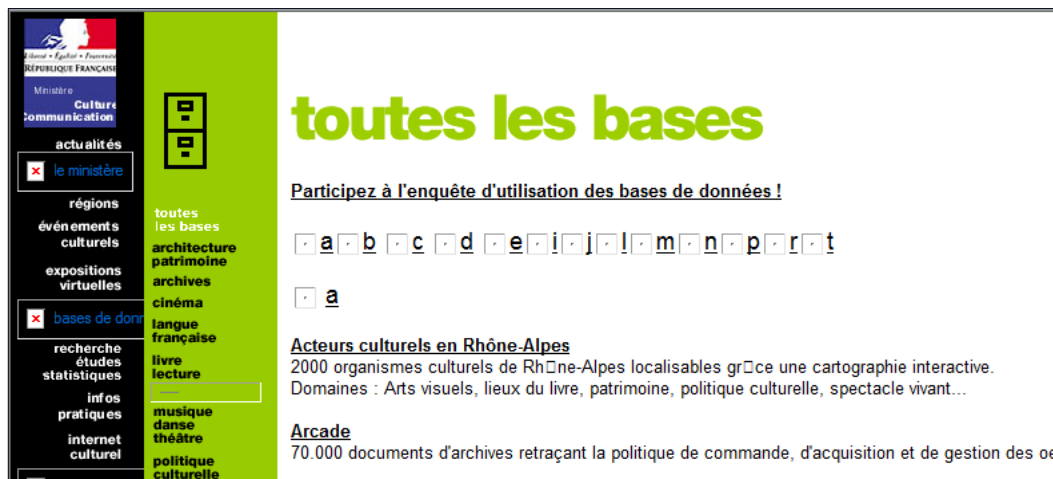 Liberté • Égalité • Fraternité
RÉPUBLIQUE FRANÇAISE
Ministère
Culture
Communication
actualités
le ministère
régions
événements
culturels
expositions
virtuelles
bases de donn
recherche
études
statistiques
infos
pratiques
internet
culturel
toutes
les bases
architecture
patrimoine
archives
cinéma
langue
française
livre
lecture
musique
danse
théâtre
politique
culturelle
toutes les bases
Participez à l'enquête d'utilisation des bases de données !
a b c d e i j l m n p r t
a
Acteurs culturels en Rhône-Alpes
2000 organismes culturels de Rh□ne-Alpes localisables gr□ce une cartographie interactive.
Domaines : Arts visuels, lieux du livre, patrimoine, politique culturelle, spectacle vivant...
Arcade
70.000 documents d'archives retraçant la politique de commande, d'acquisition et de gestion des oe